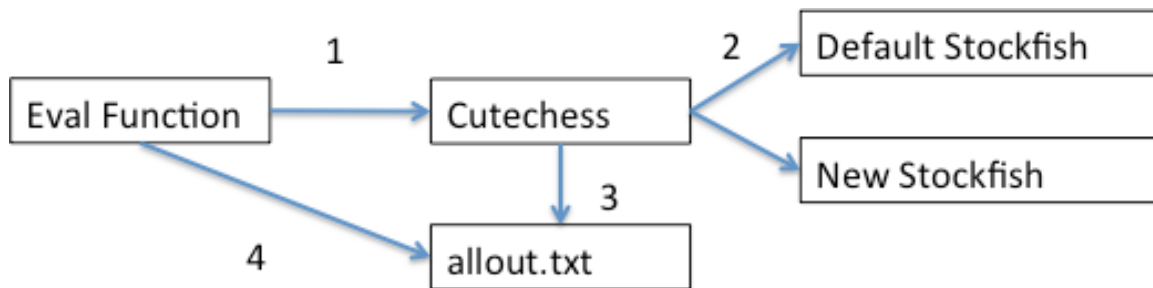 1
2
Default Stockfish
Eval Function
Cutechess
New Stockfish
3
4
allout.txt